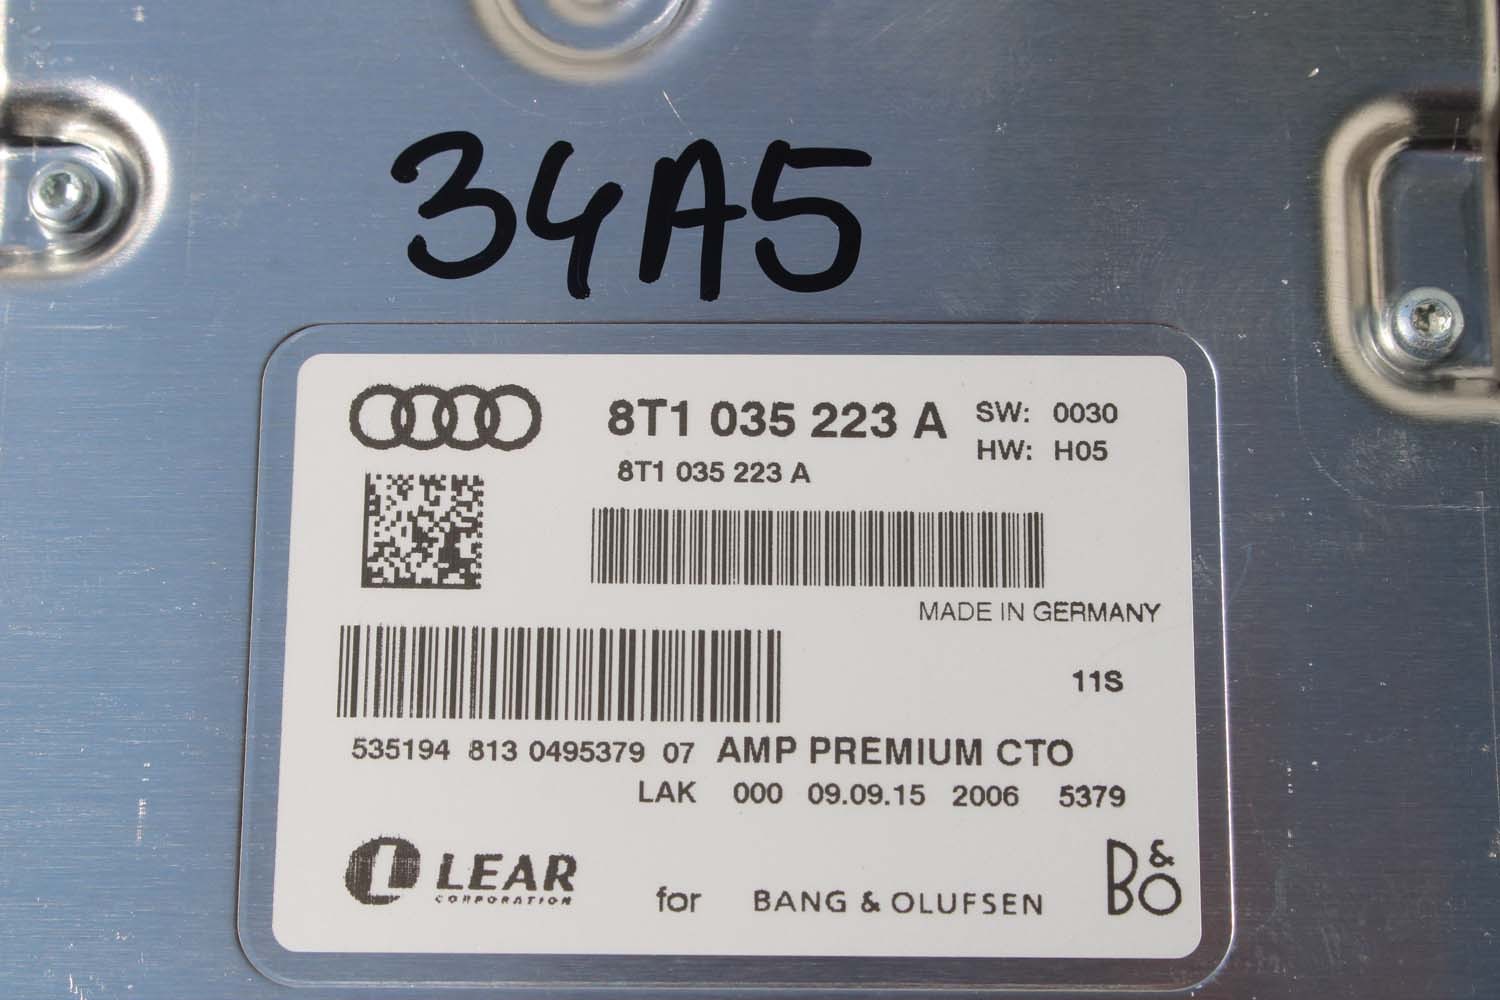 34A5
8T1 035 223 A SW: 0030
HW: H05
8T1 035 223 A
MADE IN GERMANY
11S
535194 813 0495379 07 AMP PREMIUM CTO
LAK 000 09.09.15 2006 5379
L LEAR
CORPORATION
for BANG & OLUFSEN B&O